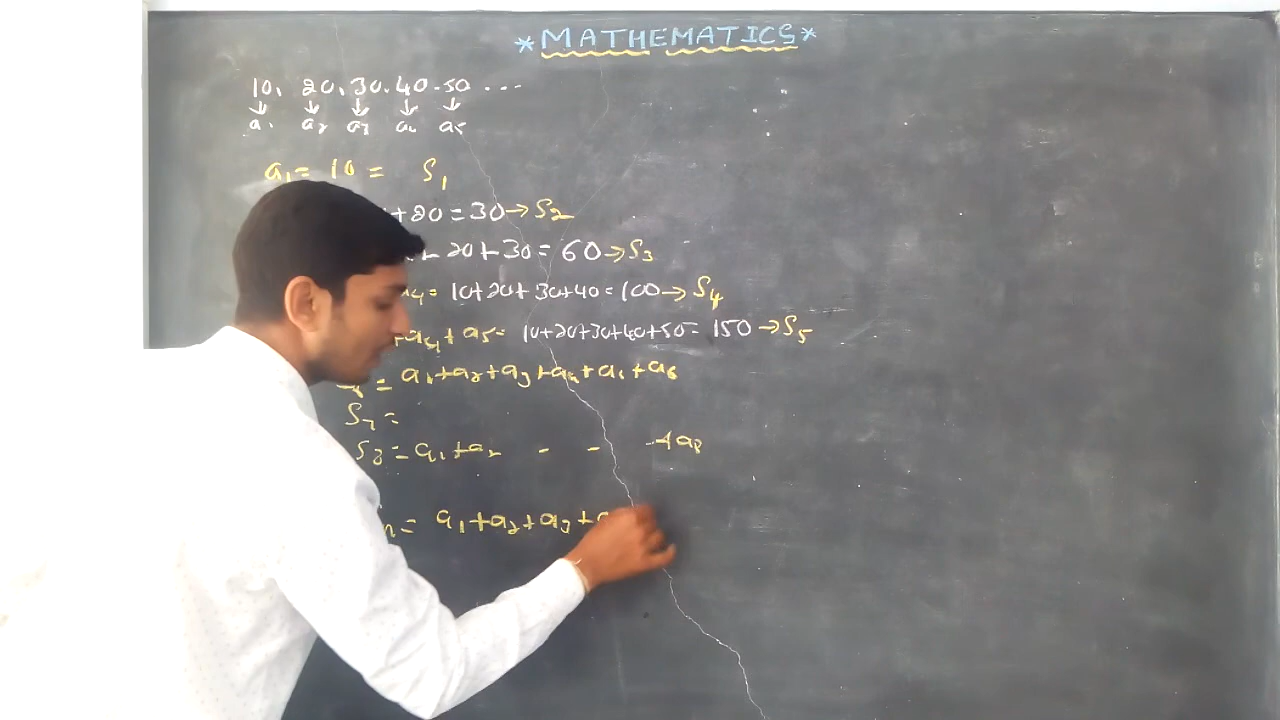 *MATHEMATICS*
10, 20, 30. 40. 50 ...
↓ ↓ ↓ ↓ ↓
a₁ a₂ a₃ a₄ a₅
a₁ = 10 = S₁
+20 = 30 → S₂
+ 20 + 30 = 60 → S₃
a₄ = 10+20+30+40 = 100 → S₄
+a₄ + a₅ = 10+20+30+40+50 = 150 → S₅
= a₁+a₂+a₃+a₄+a₅+a₆
S₇ =
S₈ = a₁+a₂ - - +a₈
n = a₁+a₂+a₃+